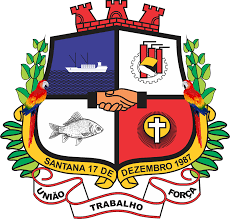 SANTANA 17 DE DEZEMBRO 1987
UNIÃO
TRABALHO
FORÇA